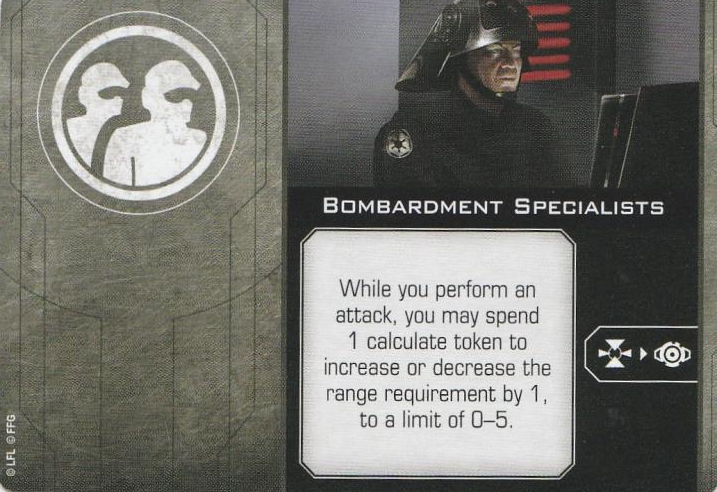 BOMBARDMENT SPECIALISTS
While you perform an
attack, you may spend
1 calculate token to
increase or decrease the
range requirement by 1,
to a limit of 0–5.
© LFL © FFG